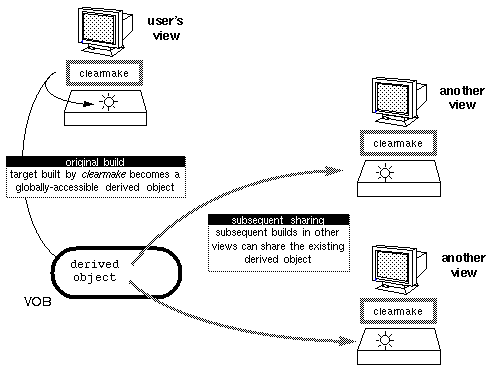 user's
view
clearmake
original build
target built by clearmake becomes a
globally-accessible derived object
another
view
clearmake
subsequent sharing
subsequent builds in other
views can share the existing
derived object
derived
object
VOB
another
view
clearmake